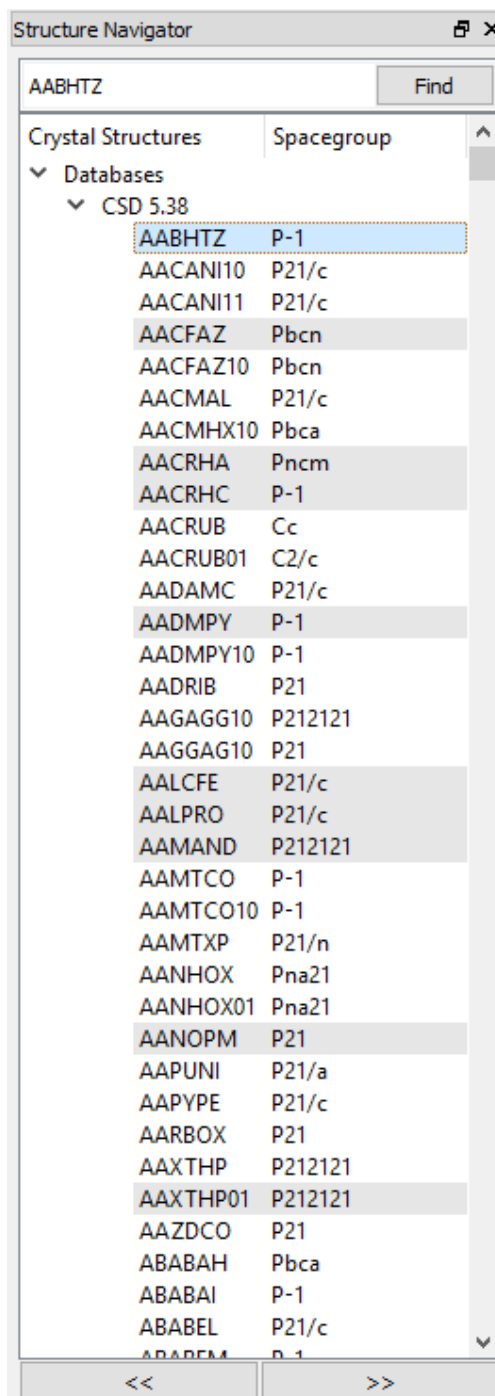 Structure Navigator
AABHTZ Find
Crystal Structures Spacegroup
Databases
CSD 5.38
AABHTZ P-1
AACANI10 P21/c
AACANI11 P21/c
AACFAZ Pbcn
AACFAZ10 Pbcn
AACMAL P21/c
AACMHX10 Pbca
AACRHA Pncm
AACRHC P-1
AACRUB Cc
AACRUB01 C2/c
AADAMC P21/c
AADMPY P-1
AADMPY10 P-1
AADRIB P21
AAGAGG10 P212121
AAGGAG10 P21
AALCFE P21/c
AALPRO P21/c
AAMAND P212121
AAMTCO P-1
AAMTCO10 P-1
AAMTXP P21/n
AANHOX Pna21
AANHOX01 Pna21
AANOPM P21
AAPUNI P21/a
AAPYPE P21/c
AARBOX P21
AAXTHP P212121
AAXTHP01 P212121
AAZDCO P21
ABABAH Pbca
ABABAI P-1
ABABEL P21/c
ABABEM P-1
<< >>